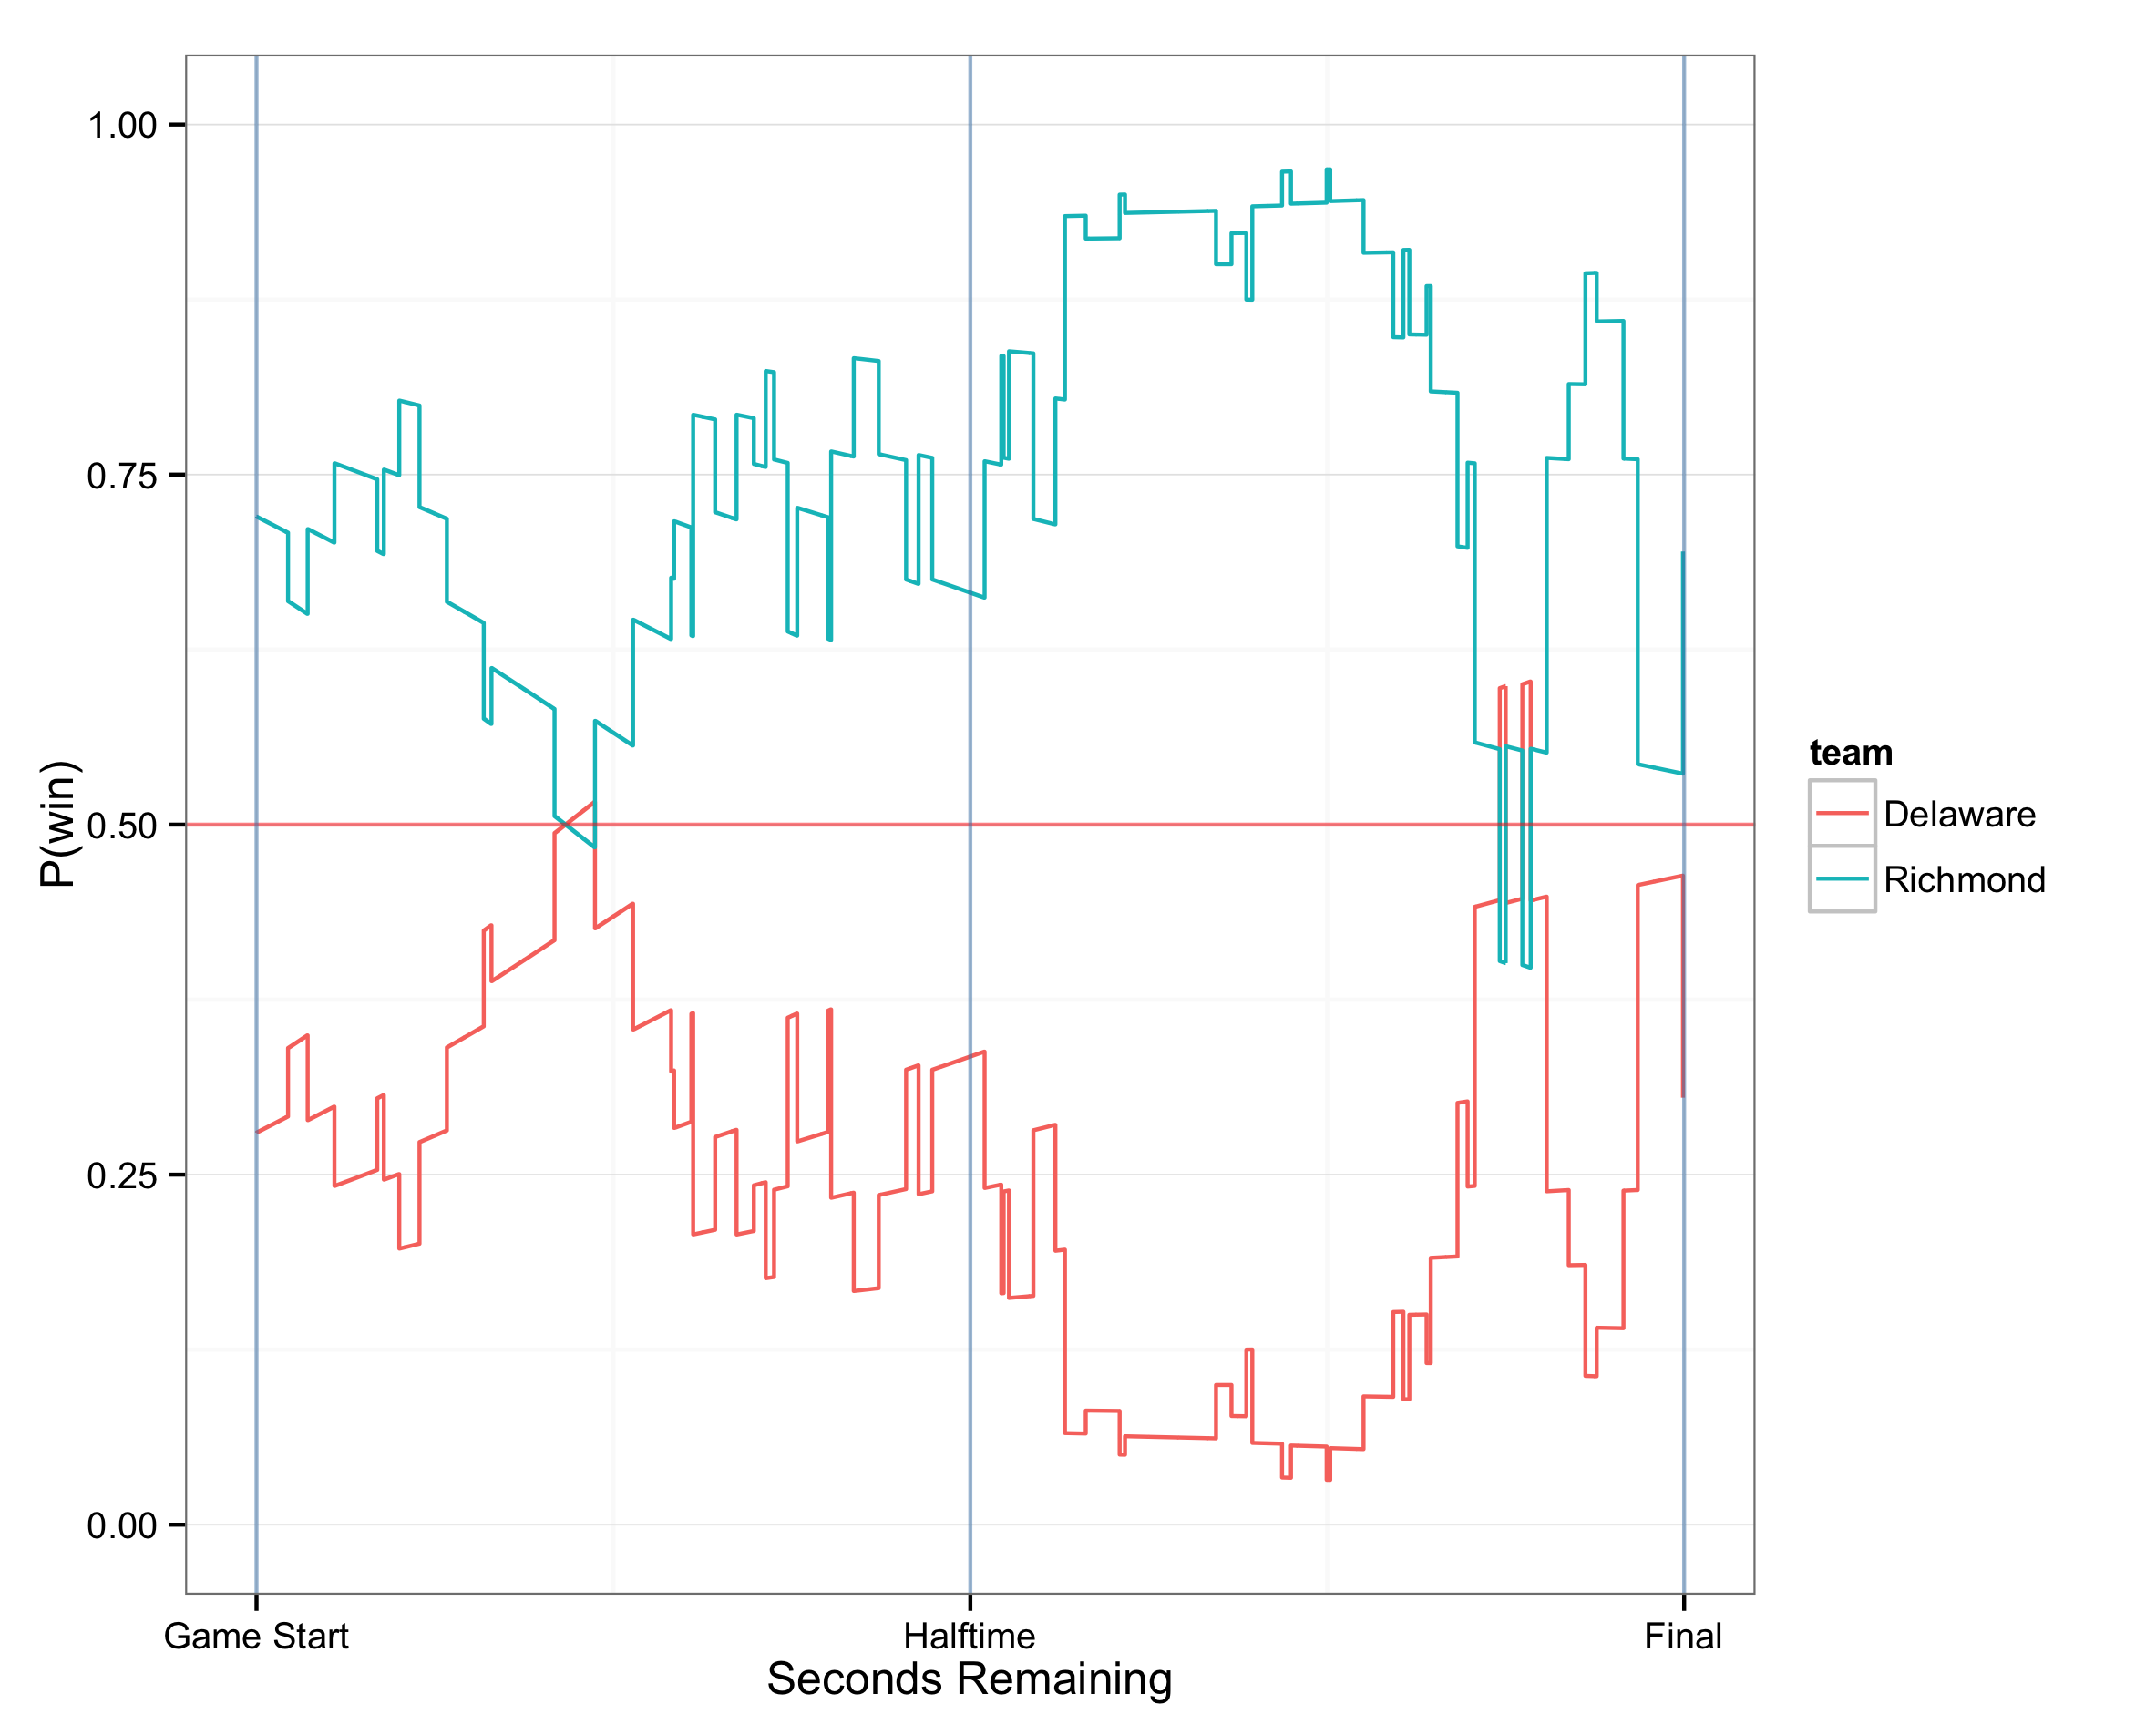 1.00
0.75
0.50
0.25
0.00
P(win)
Game Start
Halftime
Final
Seconds Remaining
team
Delaware
Richmond